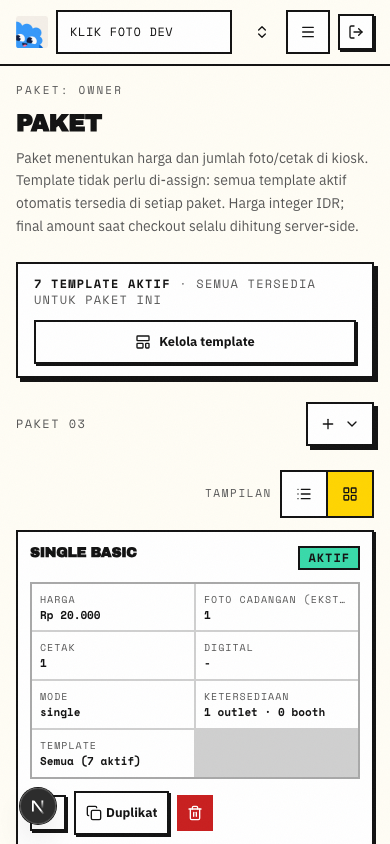 KLIK FOTO DEV
PAKET: OWNER
PAKET
Paket menentukan harga dan jumlah foto/cetak di kiosk.
Template tidak perlu di-assign: semua template aktif
otomatis tersedia di setiap paket. Harga integer IDR;
final amount saat checkout selalu dihitung server-side.
7 TEMPLATE AKTIF · SEMUA TERSEDIA
UNTUK PAKET INI
Kelola template
PAKET 03
TAMPILAN
SINGLE BASIC
AKTIF
HARGA
Rp 20.000
FOTO CADANGAN (EKST…
1
CETAK
1
DIGITAL
-
MODE
single
KETERSEDIAAN
1 outlet · 0 booth
TEMPLATE
Semua (7 aktif)
N
Duplikat